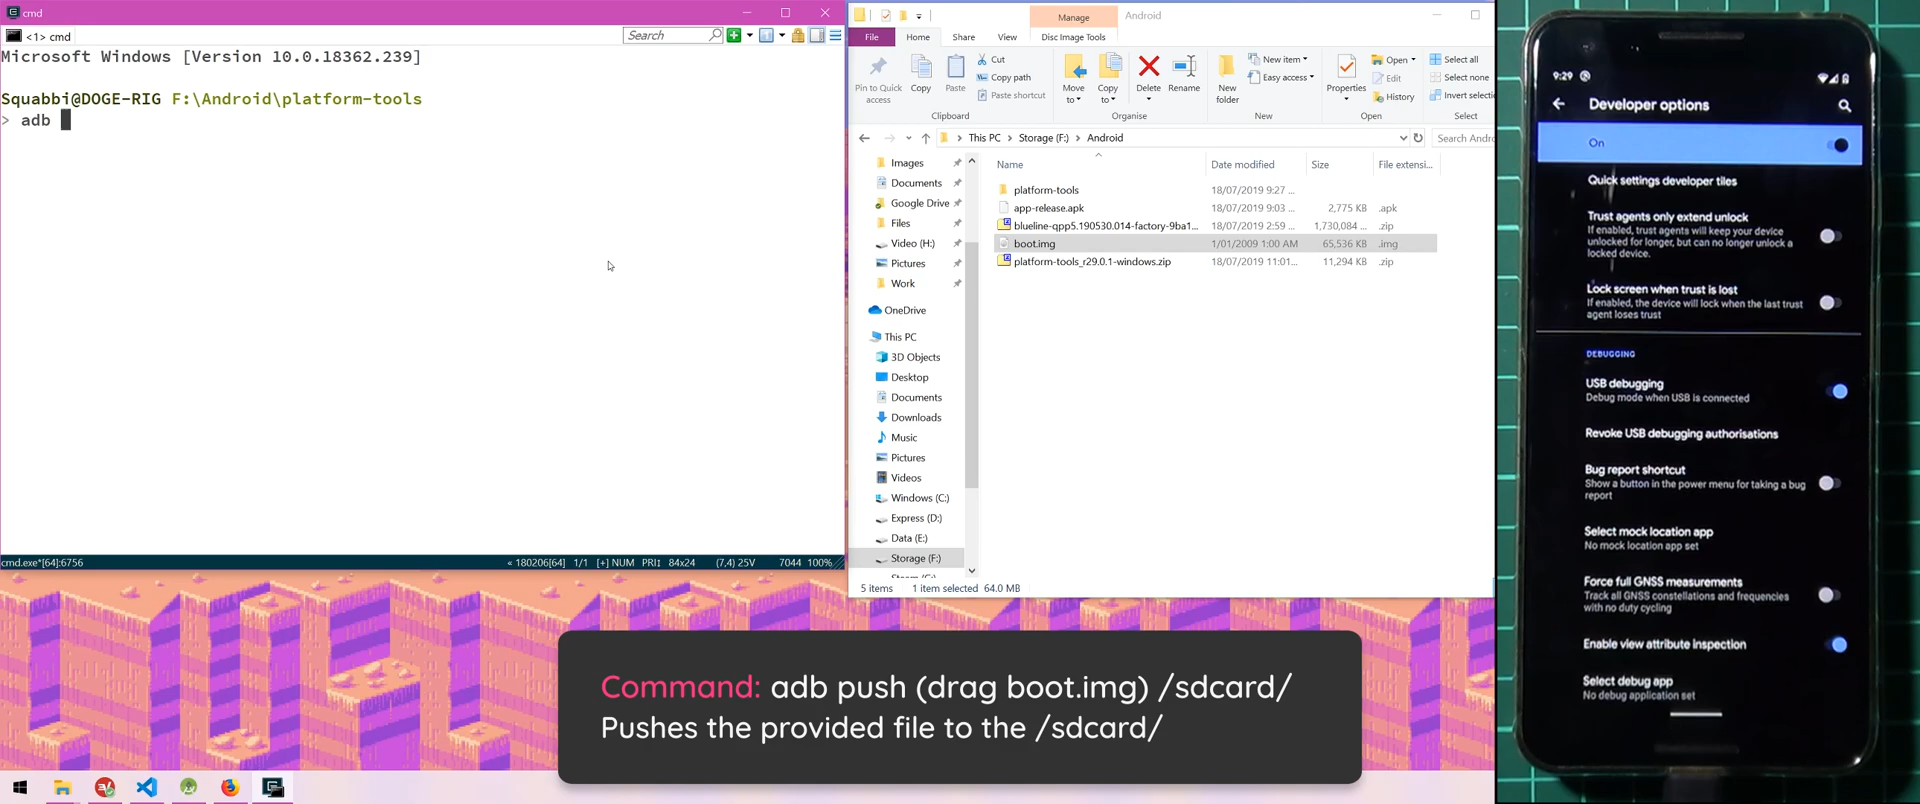 cmd
<1> cmd
Search
Microsoft Windows [Version 10.0.18362.239]
Squabbi@DOGE-RIG F:\Android\platform-tools
> adb
cmd.exe*[64]:6756
« 180206[64] 1/1 [+] NUM PRI↕ 84x24 (7,4) 25V 7044 100%
Manage
Android
File
Home
Share
View
Disc Image Tools
Pin to Quick access
Copy
Paste
Cut
Copy path
Paste shortcut
Clipboard
Move to
Copy to
Delete
Rename
Organise
New folder
New item
Easy access
New
Properties
Open
Edit
History
Open
Select all
Select none
Invert selecti
Select
This PC > Storage (F:) > Android
Search Andro
Images
Documents
Google Drive
Files
Video (H:)
Pictures
Work
OneDrive
This PC
3D Objects
Desktop
Documents
Downloads
Music
Pictures
Videos
Windows (C:)
Express (D:)
Data (E:)
Storage (F:)
Name Date modified Size File extensi...
platform-tools 18/07/2019 9:27 ...
app-release.apk 18/07/2019 9:03 ... 2,775 KB .apk
blueline-qpp5.190530.014-factory-9ba1... 18/07/2019 2:59 ... 1,730,084 ... .zip
boot.img 1/01/2009 1:00 AM 65,536 KB .img
platform-tools_r29.0.1-windows.zip 18/07/2019 11:01... 11,294 KB .zip
5 items 1 item selected 64.0 MB
Command: adb push (drag boot.img) /sdcard/
Pushes the provided file to the /sdcard/
9:29
Developer options
On
Quick settings developer tiles
Trust agents only extend unlock
If enabled, trust agents will keep your device
unlocked for longer, but can no longer unlock a
locked device.
Lock screen when trust is lost
If enabled, the device will lock when the last trust
agent loses trust
DEBUGGING
USB debugging
Debug mode when USB is connected
Revoke USB debugging authorisations
Bug report shortcut
Show a button in the power menu for taking a bug
report
Select mock location app
No mock location app set
Force full GNSS measurements
Track all GNSS constellations and frequencies
with no duty cycling
Enable view attribute inspection
Select debug app
No debug application set